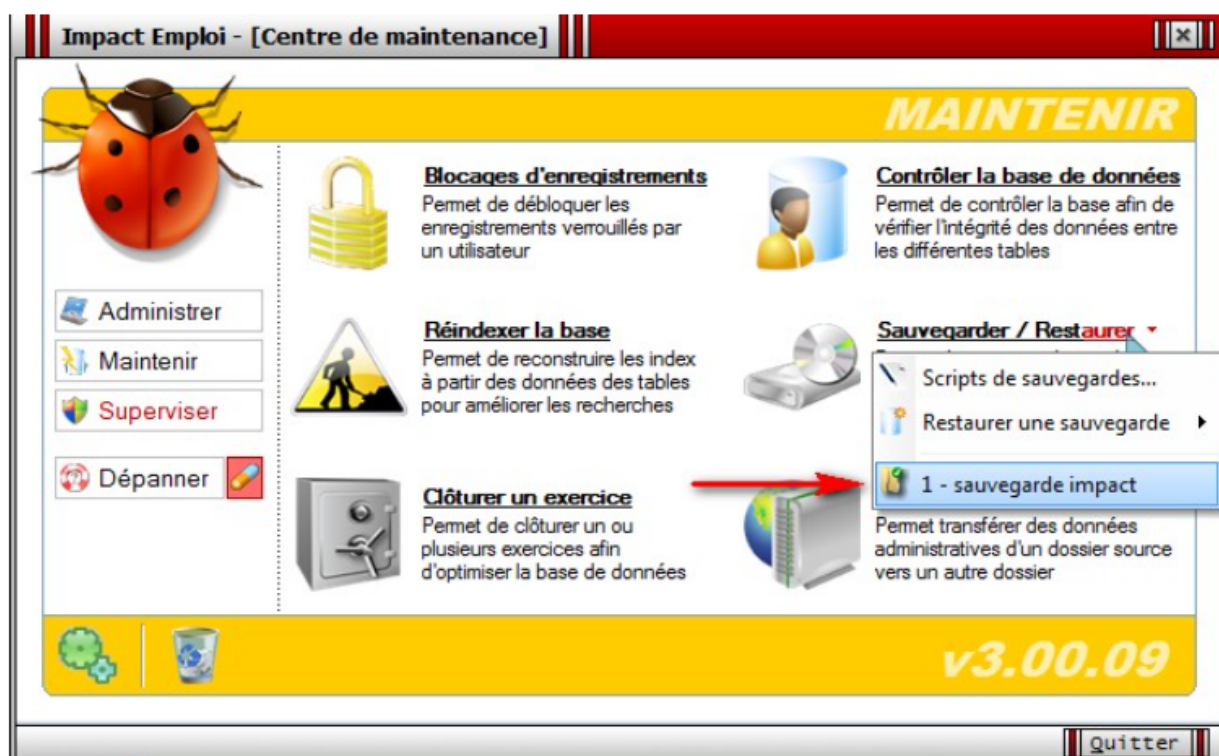 Impact Emploi - [Centre de maintenance]
MAINTENIR
Administrer
Maintenir
Superviser
Dépanner
Blocages d'enregistrements
Permet de débloquer les
enregistrements verrouillés par
un utilisateur
Contrôler la base de données
Permet de contrôler la base afin de
vérifier l'intégrité des données entre
les différentes tables
Réindexer la base
Permet de reconstruire les index
à partir des données des tables
pour améliorer les recherches
Sauvegarder / Restaurer
Scripts de sauvegardes...
Restaurer une sauvegarde
1 - sauvegarde impact
Clôturer un exercice
Permet de clôturer un ou
plusieurs exercices afin
d'optimiser la base de données
Permet transférer des données
administratives d'un dossier source
vers un autre dossier
v3.00.09
Quitter